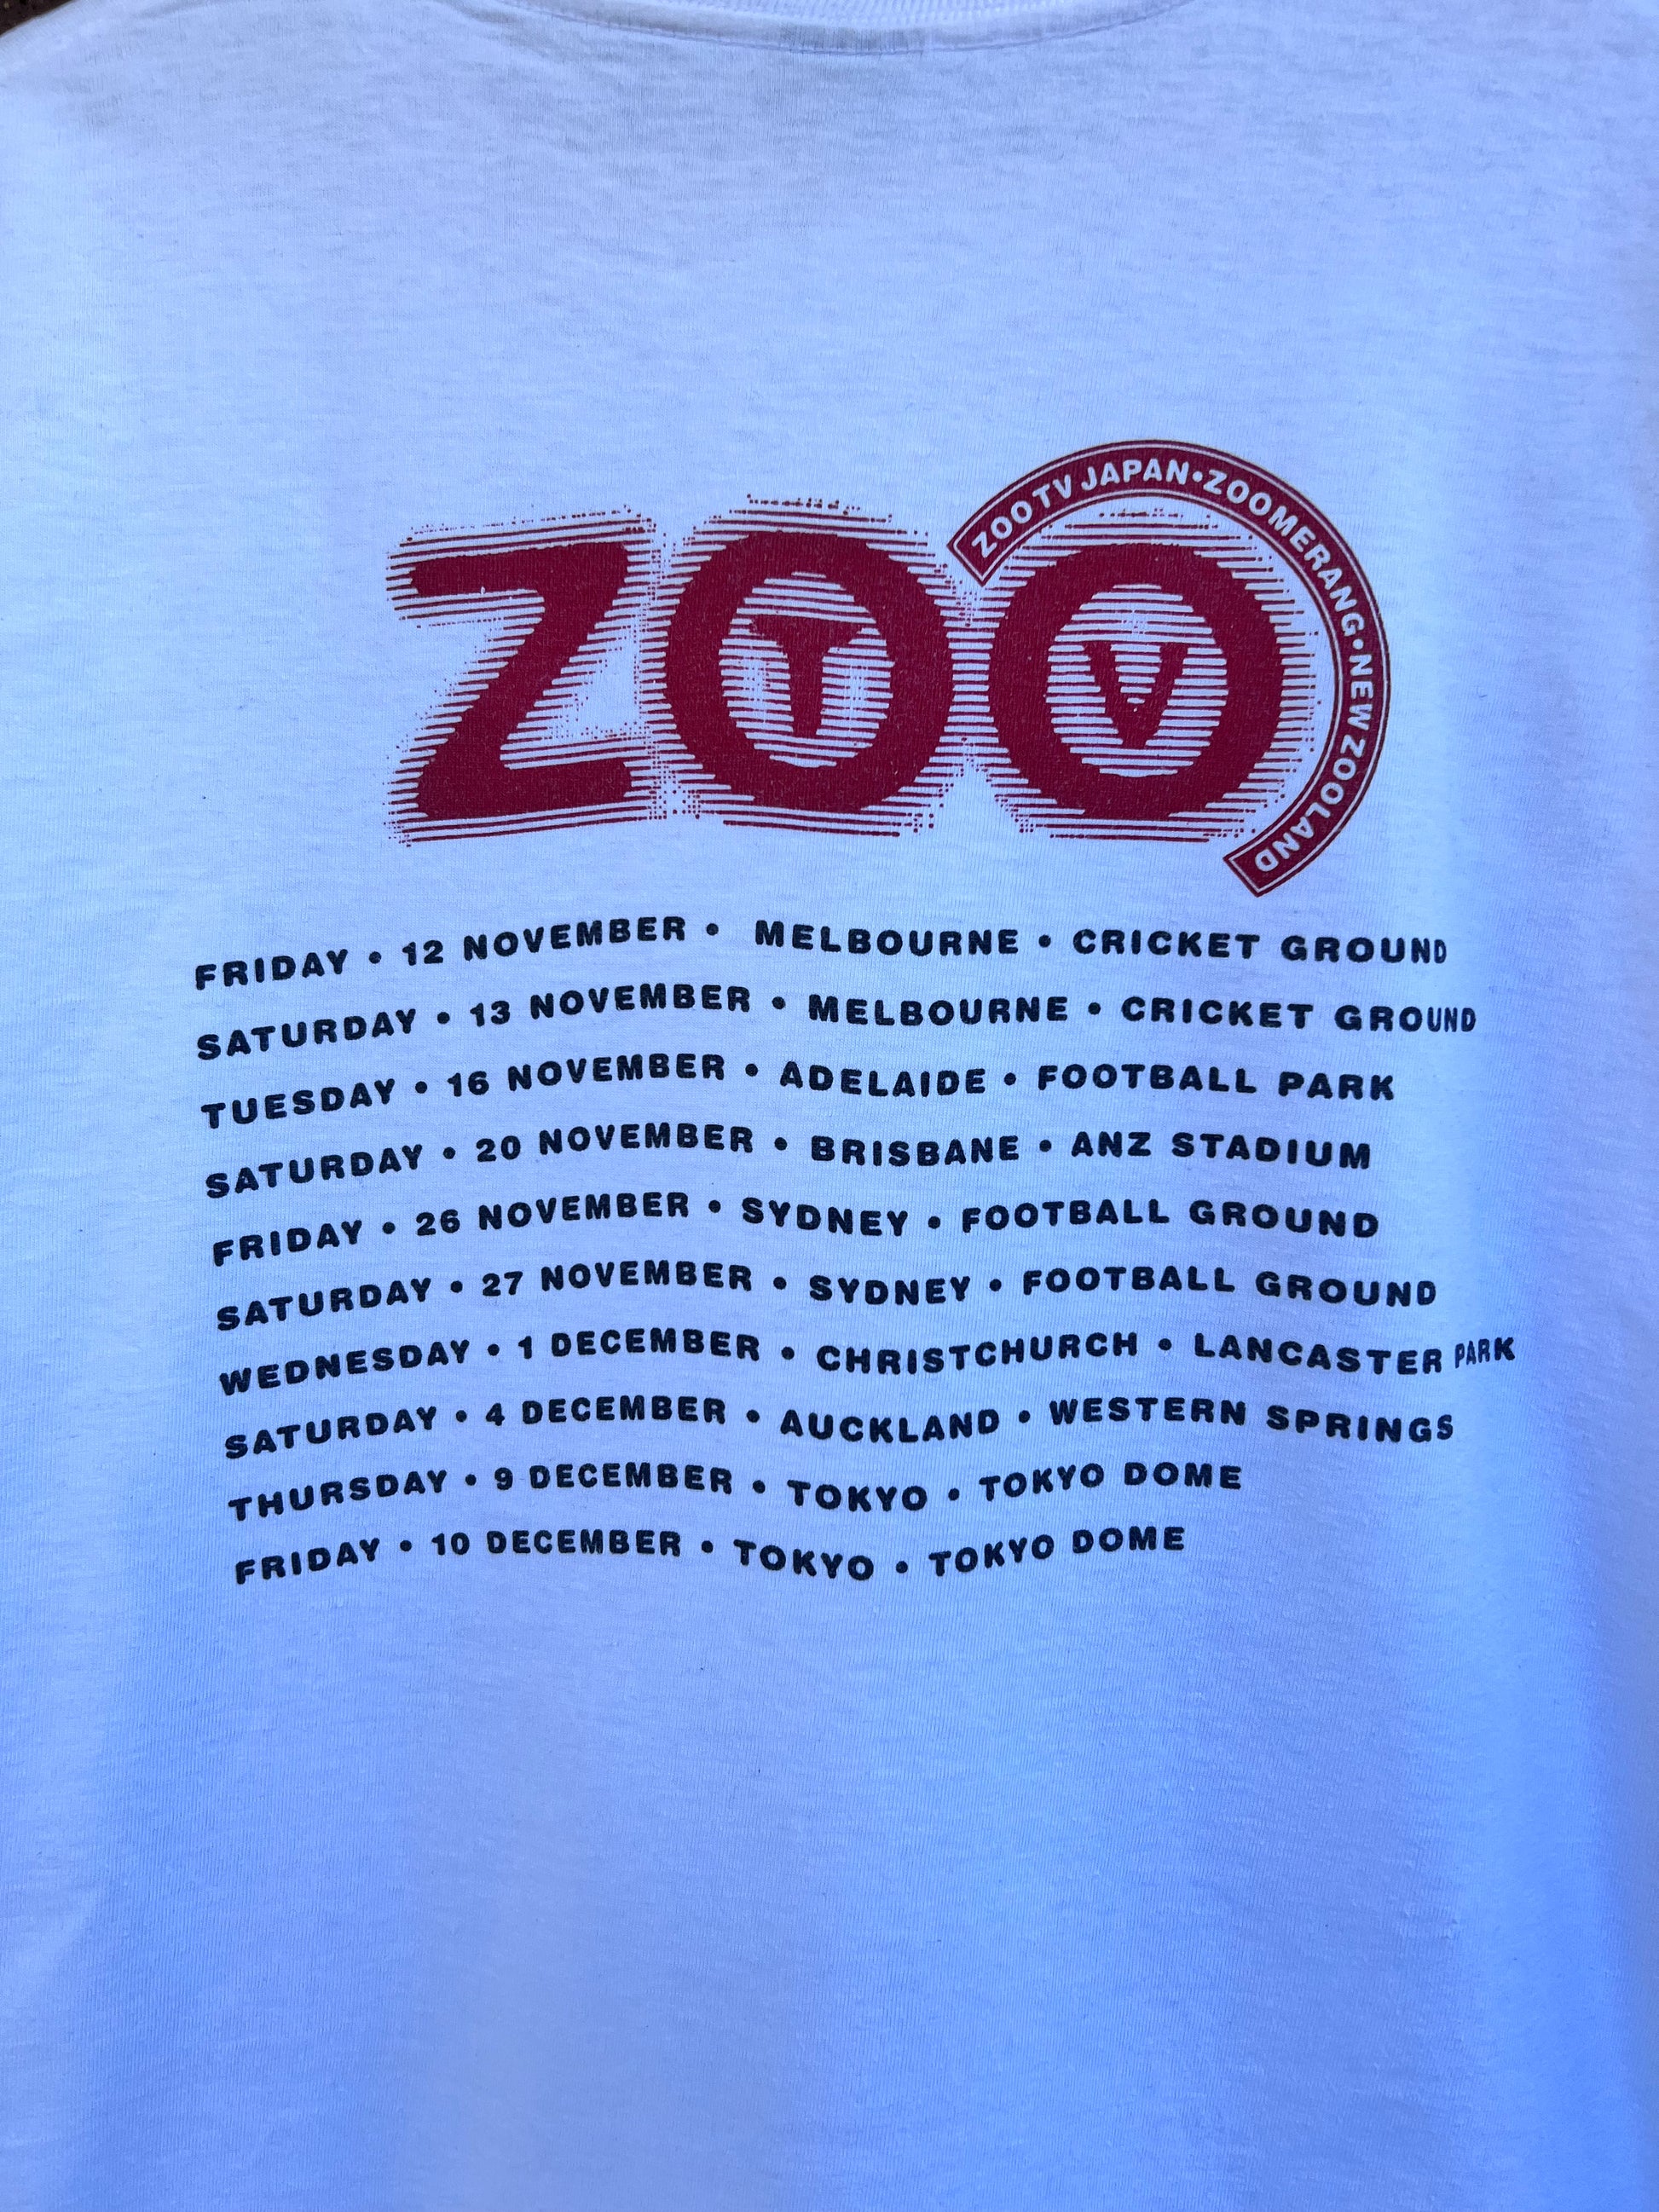 ZOO
T V
ZOO TV JAPAN•ZOOMERANG•NEW ZOOLAND
FRIDAY • 12 NOVEMBER • MELBOURNE • CRICKET GROUND
SATURDAY • 13 NOVEMBER • MELBOURNE • CRICKET GROUND
TUESDAY • 16 NOVEMBER • ADELAIDE • FOOTBALL PARK
SATURDAY • 20 NOVEMBER • BRISBANE • ANZ STADIUM
FRIDAY • 26 NOVEMBER • SYDNEY • FOOTBALL GROUND
SATURDAY • 27 NOVEMBER • SYDNEY • FOOTBALL GROUND
WEDNESDAY • 1 DECEMBER • CHRISTCHURCH • LANCASTER PARK
SATURDAY • 4 DECEMBER • AUCKLAND • WESTERN SPRINGS
THURSDAY • 9 DECEMBER • TOKYO • TOKYO DOME
FRIDAY • 10 DECEMBER • TOKYO • TOKYO DOME